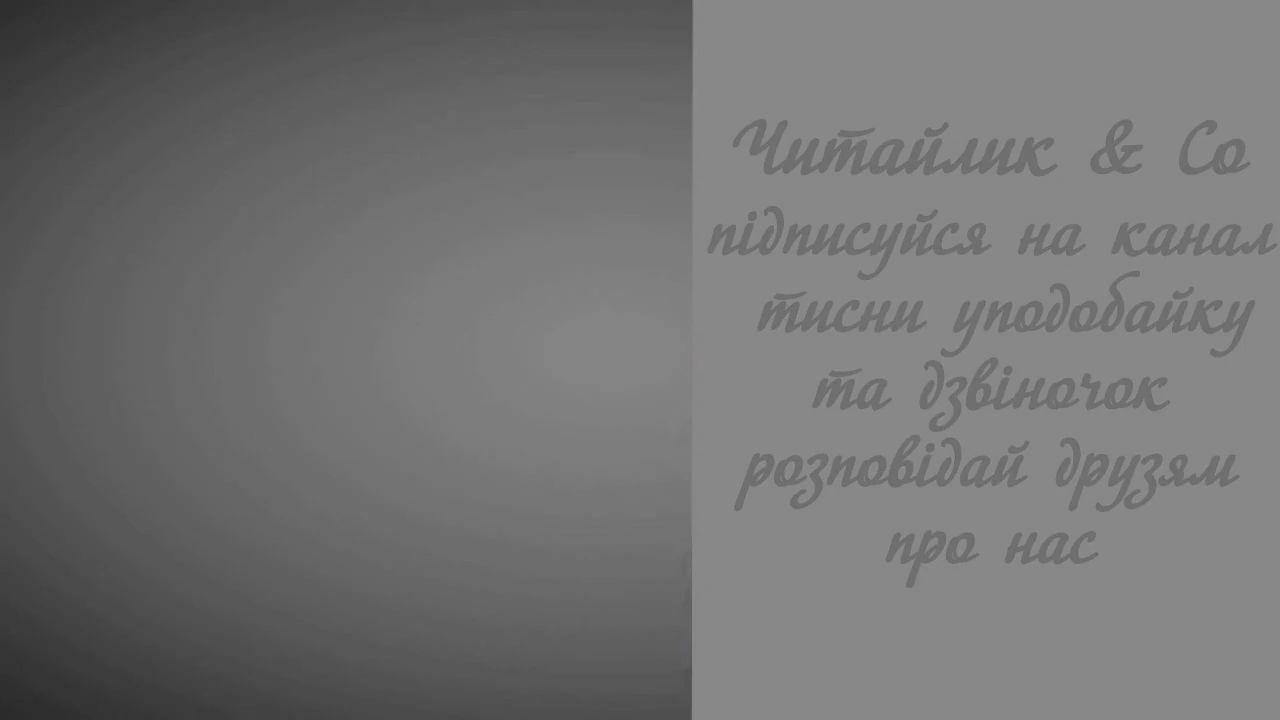 Читайлик & Co
підписуйся на канал
тисни уподобайку
та дзвіночок
розповідай друзям
про нас